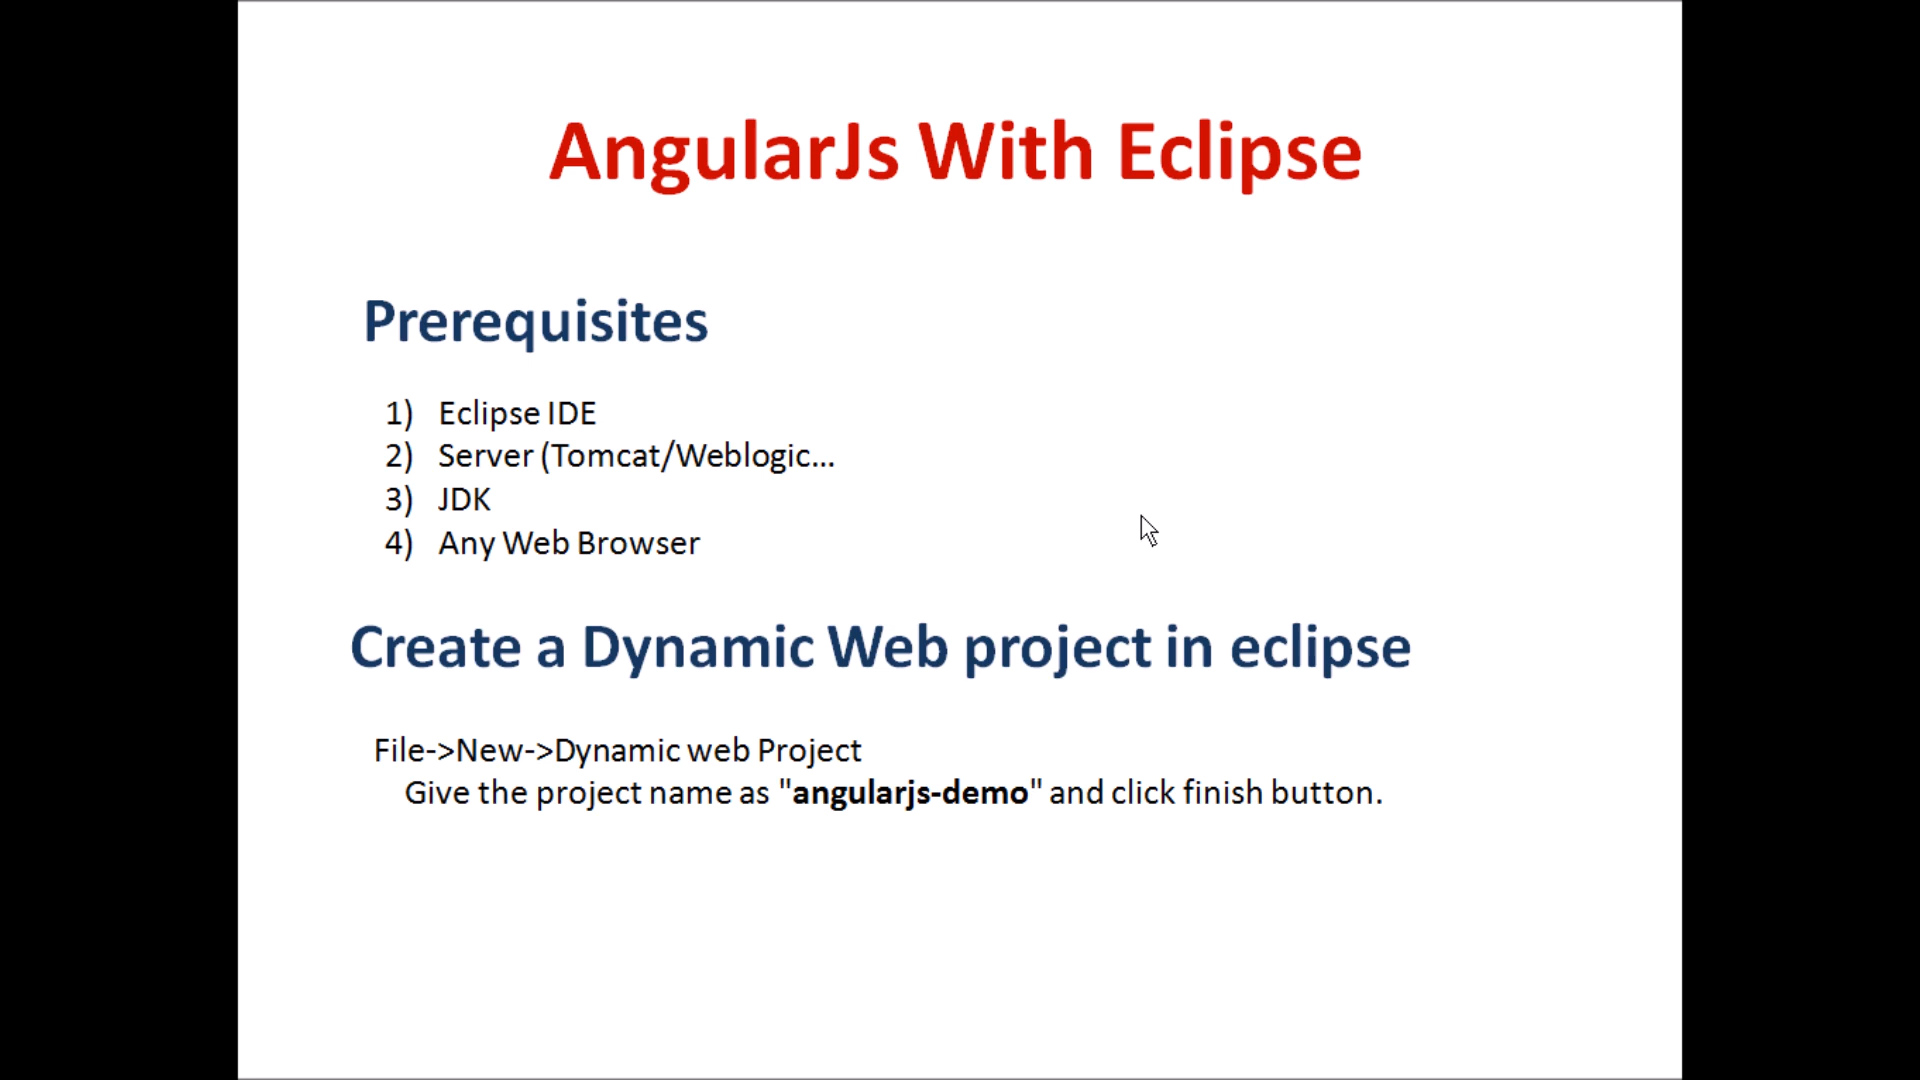 AngularJs With Eclipse
Prerequisites
1) Eclipse IDE
2) Server (Tomcat/Weblogic...
3) JDK
4) Any Web Browser
Create a Dynamic Web project in eclipse
File->New->Dynamic web Project
Give the project name as "angularjs-demo" and click finish button.